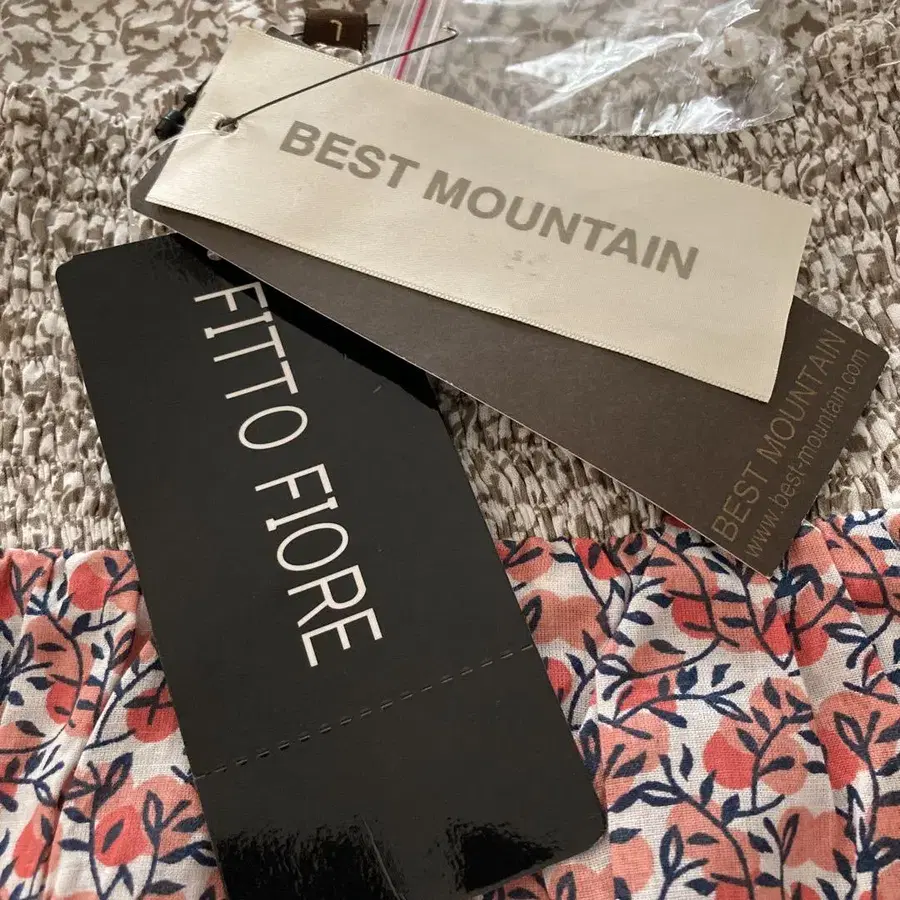 L
BEST MOUNTAIN
BEST MOUNTAIN
www.best-mountain.com
FITTO FIORE